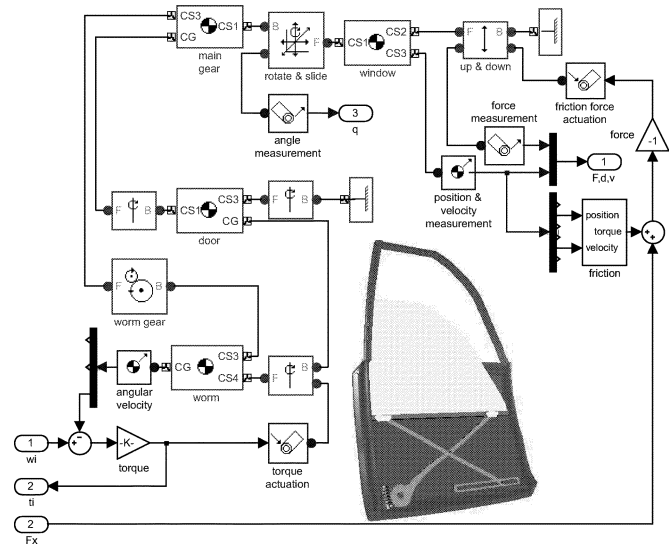 CS3
CG
CS1
main
gear
B
F
rotate & slide
CS1
CS2
CS3
window
F
B
up & down
friction force
actuation
force
-1
angle
measurement
3
q
force
measurement
1
F,d,v
position &
velocity
measurement
position
torque
velocity
friction
F
B
CS1
CS3
CG
door
F
B
F
B
worm gear
angular
velocity
CG
CS3
CS4
worm
F
B
1
wi
-K-
torque
torque
actuation
2
ti
2
Fx